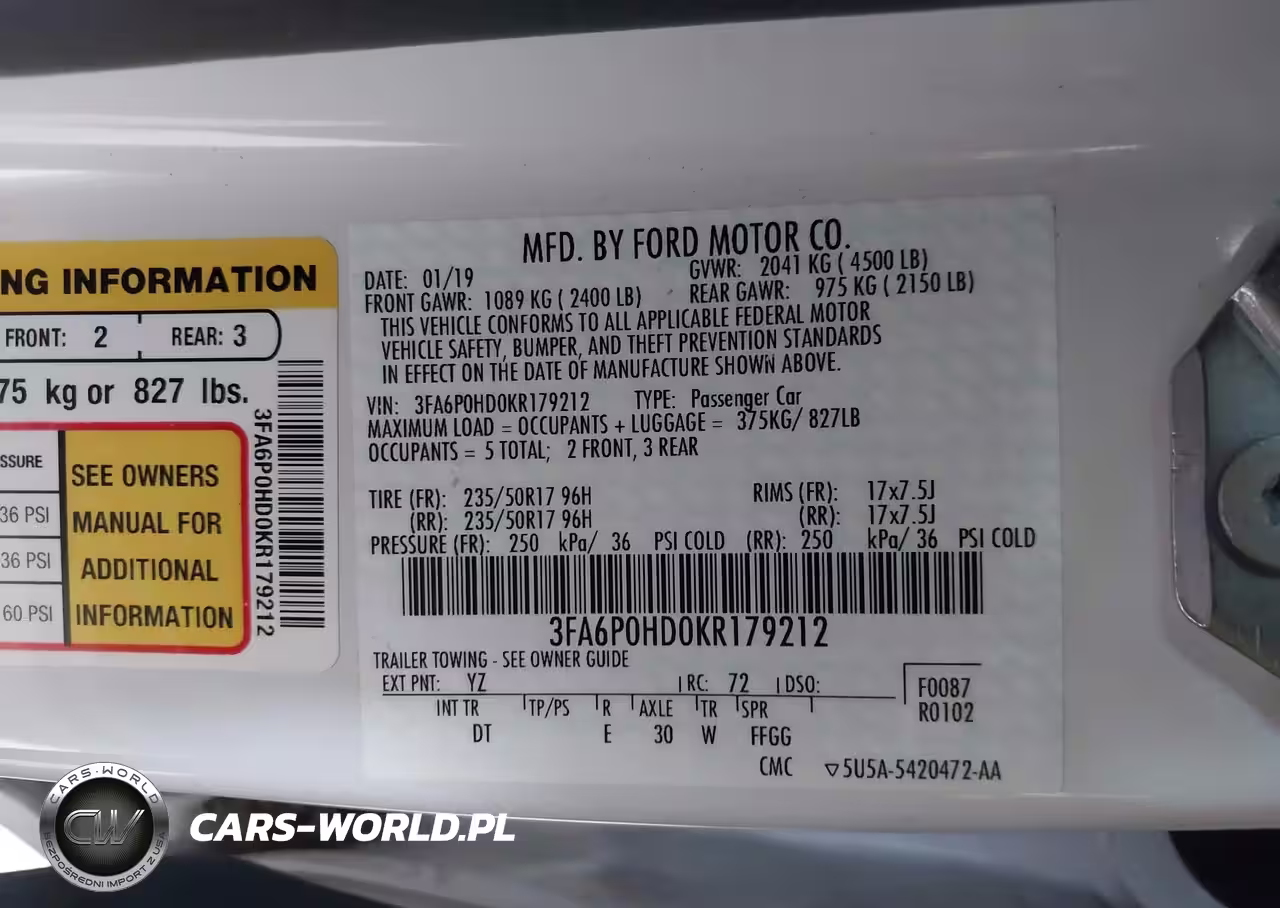 NG INFORMATION
FRONT: 2 REAR: 3
75 kg or 827 lbs.
SSURE
36 PSI
36 PSI
60 PSI
SEE OWNERS
MANUAL FOR
ADDITIONAL
INFORMATION
3FA6P0HD0KR179212
MFD. BY FORD MOTOR CO.
DATE: 01/19 GVWR: 2041 KG ( 4500 LB)
FRONT GAWR: 1089 KG ( 2400 LB) REAR GAWR: 975 KG ( 2150 LB)
THIS VEHICLE CONFORMS TO ALL APPLICABLE FEDERAL MOTOR
VEHICLE SAFETY, BUMPER, AND THEFT PREVENTION STANDARDS
IN EFFECT ON THE DATE OF MANUFACTURE SHOWN ABOVE.
VIN: 3FA6P0HD0KR179212 TYPE: Passenger Car
MAXIMUM LOAD = OCCUPANTS + LUGGAGE = 375KG/ 827LB
OCCUPANTS = 5 TOTAL; 2 FRONT, 3 REAR
TIRE (FR): 235/50R17 96H RIMS (FR): 17x7.5J
(RR): 235/50R17 96H (RR): 17x7.5J
PRESSURE (FR): 250 kPa/ 36 PSI COLD (RR): 250 kPa/ 36 PSI COLD
3FA6P0HD0KR179212
TRAILER TOWING - SEE OWNER GUIDE
EXT PNT: YZ RC: 72 DSO:
F0087
R0102
INT TR TP/PS R AXLE TR SPR
DT E 30 W FFGG
CMC ▽5U5A-5420472-AA
CARS-WORLD
CW
BEZPOŚREDNI IMPORT Z USA
CARS-WORLD.PL